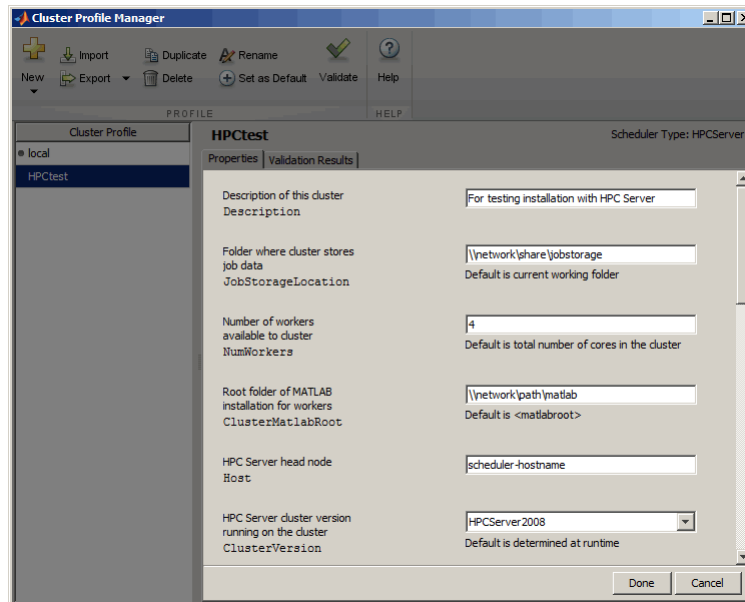 Cluster Profile Manager
New
Import
Export
Duplicate
Delete
Rename
Set as Default
Validate
Help
PROFILE
HELP
Cluster Profile
local
HPCtest
HPCtest
Scheduler Type: HPCServer
Properties
Validation Results
Description of this cluster
Description
For testing installation with HPC Server
Folder where cluster stores
job data
JobStorageLocation
\\network\share\jobstorage
Default is current working folder
Number of workers
available to cluster
NumWorkers
4
Default is total number of cores in the cluster
Root folder of MATLAB
installation for workers
ClusterMatlabRoot
\\network\path\matlab
Default is <matlabroot>
HPC Server head node
Host
scheduler-hostname
HPC Server cluster version
running on the cluster
ClusterVersion
HPCServer2008
Default is determined at runtime
Done
Cancel